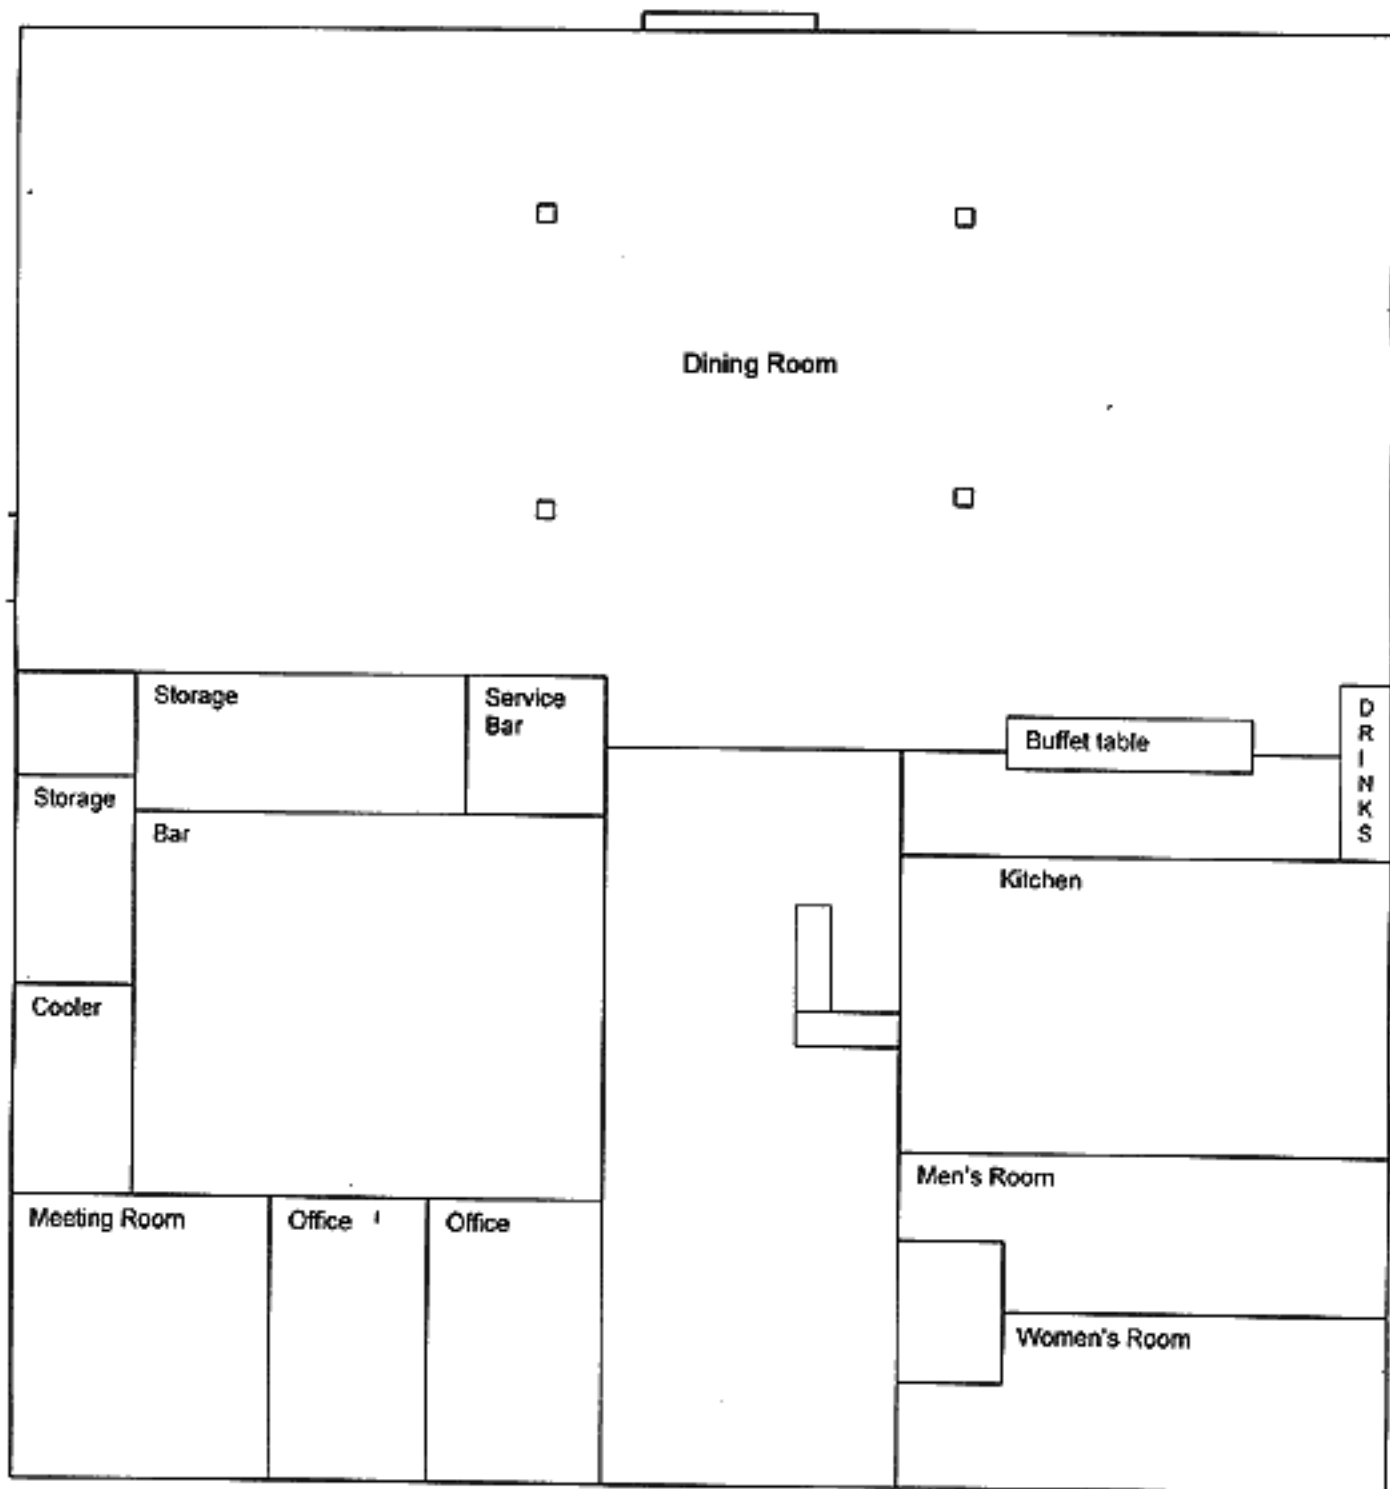 Dining Room
Storage
Service
Bar
Buffet table
D
R
I
N
K
S
Storage
Bar
Kitchen
Cooler
Men's Room
Meeting Room
Office
Office
Women's Room